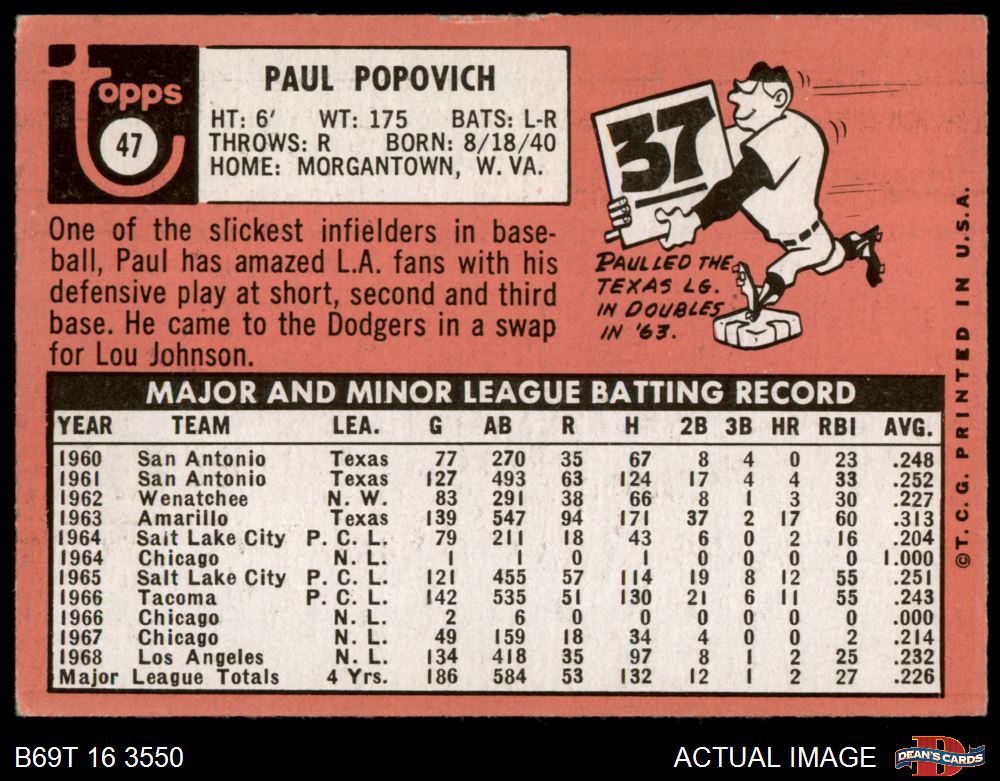 topps
47
PAUL POPOVICH
HT: 6' WT: 175 BATS: L-R
THROWS: R BORN: 8/18/40
HOME: MORGANTOWN, W. VA.
37
PAUL LED THE
TEXAS LG.
IN DOUBLES
IN '63.
One of the slickest infielders in base-
ball, Paul has amazed L.A. fans with his
defensive play at short, second and third
base. He came to the Dodgers in a swap
for Lou Johnson.
MAJOR AND MINOR LEAGUE BATTING RECORD
YEAR TEAM LEA. G AB R H 2B 3B HR RBI AVG.
1960 San Antonio Texas 77 270 35 67 8 4 0 23 .248
1961 San Antonio Texas 127 493 63 124 17 4 4 33 .252
1962 Wenatchee N. W. 83 291 38 66 8 1 3 30 .227
1963 Amarillo Texas 139 547 94 171 37 2 17 60 .313
1964 Salt Lake City P. C. L. 79 211 18 43 6 0 2 16 .204
1964 Chicago N. L. 1 1 0 1 0 0 0 0 1.000
1965 Salt Lake City P. C. L. 121 455 57 114 19 8 12 55 .251
1966 Tacoma P. C. L. 142 535 51 130 21 6 11 55 .243
1966 Chicago N. L. 2 6 0 0 0 0 0 0 .000
1967 Chicago N. L. 49 159 18 34 4 0 0 2 .214
1968 Los Angeles N. L. 134 418 35 97 8 1 2 25 .232
Major League Totals 4 Yrs. 186 584 53 132 12 1 2 27 .226
©T. C. G. PRINTED IN U.S.A.
B69T 16 3550
ACTUAL IMAGE
D
DEAN'S CARDS